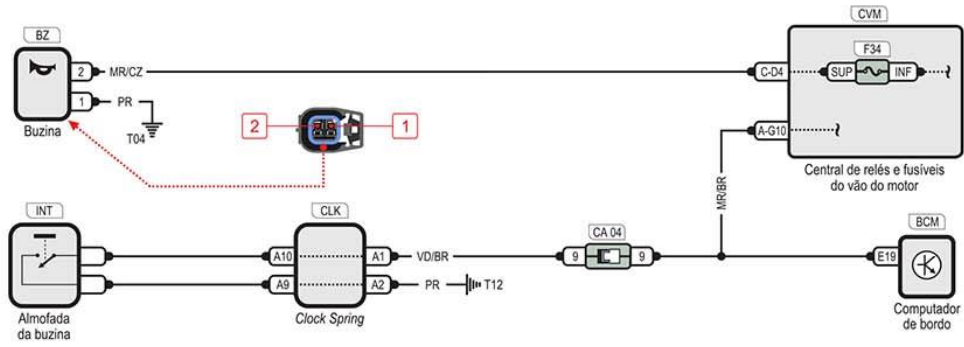 BZ
2
MR/CZ
1
PR
T04
Buzina
2
1
CVM
F34
C-D4
SUP
INF
A-G10
Central de relés e fusíveis
do vão do motor
MR/BR
INT
Almofada
da buzina
CLK
A10
A1
VD/BR
A9
A2
PR
T12
Clock Spring
CA 04
9
9
BCM
E19
Computador
de bordo